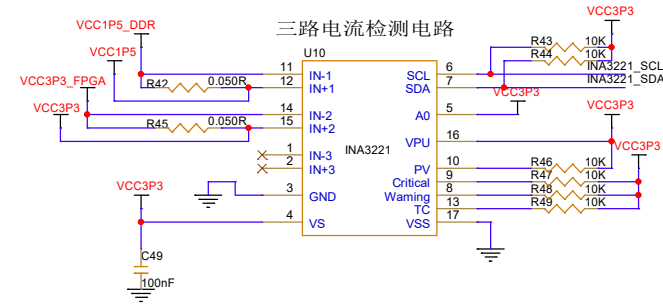 三路电流检测电路
VCC3P3
VCC1P5_DDR
VCC1P5
VCC3P3_FPGA
VCC3P3
U10
R42 0.050R
R45 0.050R
11 IN-1
12 IN+1
14 IN-2
15 IN+2
1 IN-3
2 IN+3
3 GND
4 VS
INA3221
SCL 6
SDA 7
A0 5
VPU 16
PV 10
Critical 9
Warning 8
TC 13
VSS 17
R43 10K
R44 10K
INA3221_SCL
INA3221_SDA
VCC3P3
VCC3P3
VCC3P3
R46 10K
R47 10K
R48 10K
R49 10K
VCC3P3
C49
100nF